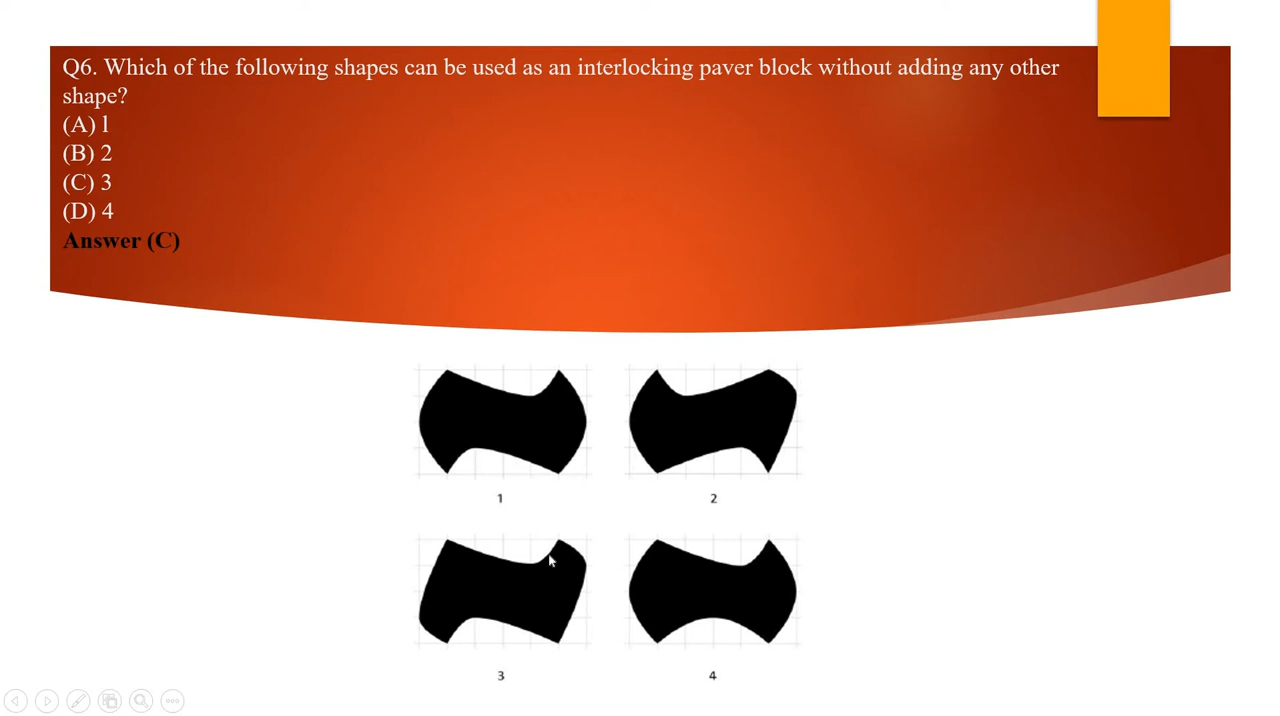 Q6. Which of the following shapes can be used as an interlocking paver block without adding any other
shape?
(A) 1
(B) 2
(C) 3
(D) 4
Answer (C)
1
2
3
4